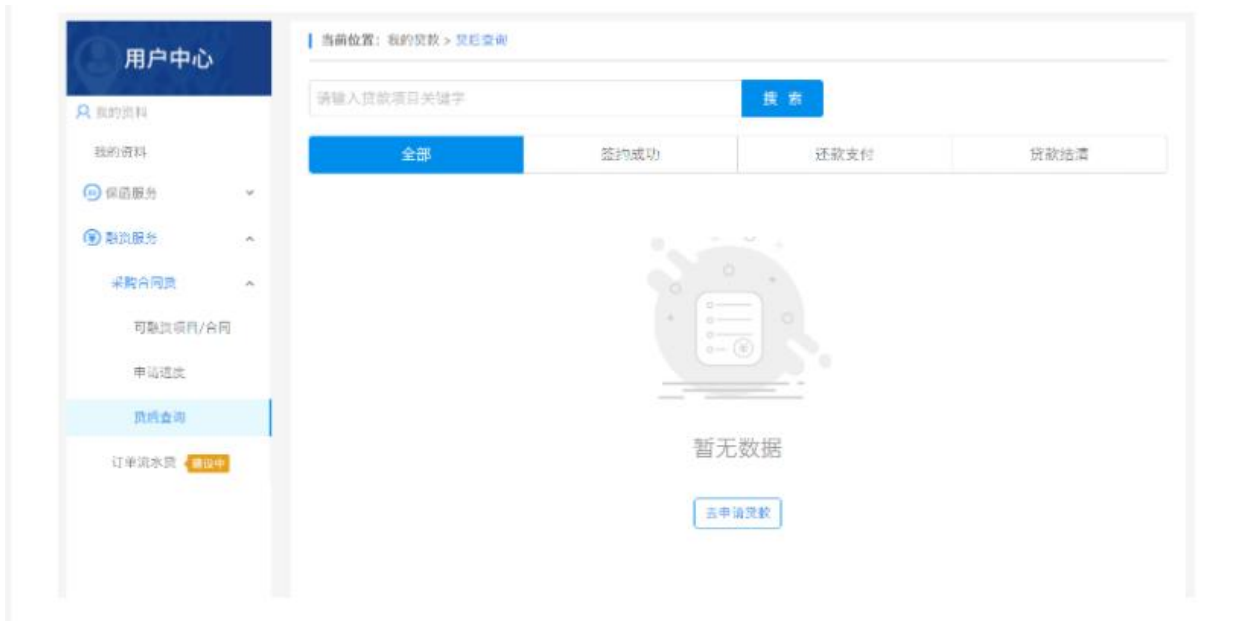 用户中心
我的资料
我的资料
保函服务
融资服务
采购合同贷
可融资项目/合同
申请进度
贷后查询
订单流水贷 建设中
当前位置：我的贷款 > 贷后查询
请输入贷款项目关键字
搜 索
全部 签约成功 还款支付 贷款结清
暂无数据
去申请贷款